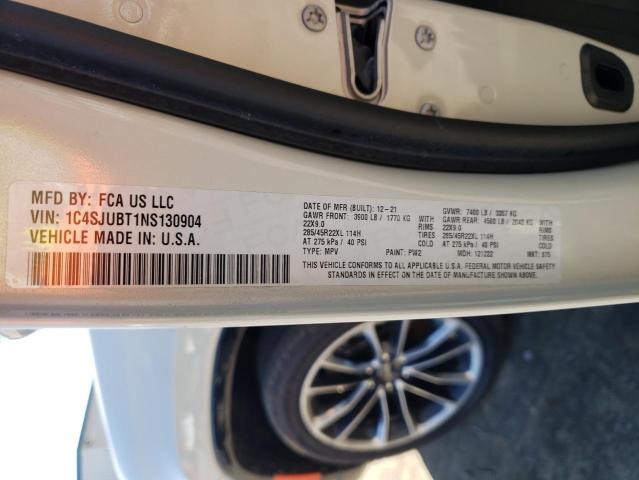 MFD BY: FCA US LLC
VIN: 1C4SJUBT1NS130904
VEHICLE MADE IN: U.S.A.
DATE OF MFR (BUILT): 12-21
GVWR: 7400 LB / 3357 KG
GAWR FRONT: 3900 LB / 1770 KG
GAWR REAR: 4500 LB / 2040 KG
22X9.0 RIMS 22X9.0 RIMS
285/45R22XL 114H TIRES 285/45R22XL 114H TIRES
AT 275 kPa / 40 PSI COLD AT 275 kPa / 40 PSI COLD
TYPE: MPV PAINT: PW2 MDH: MKT:
THIS VEHICLE CONFORMS TO ALL APPLICABLE U.S.A. FEDERAL MOTOR VEHICLE SAFETY
STANDARDS IN EFFECT ON THE DATE OF MANUFACTURE SHOWN ABOVE.